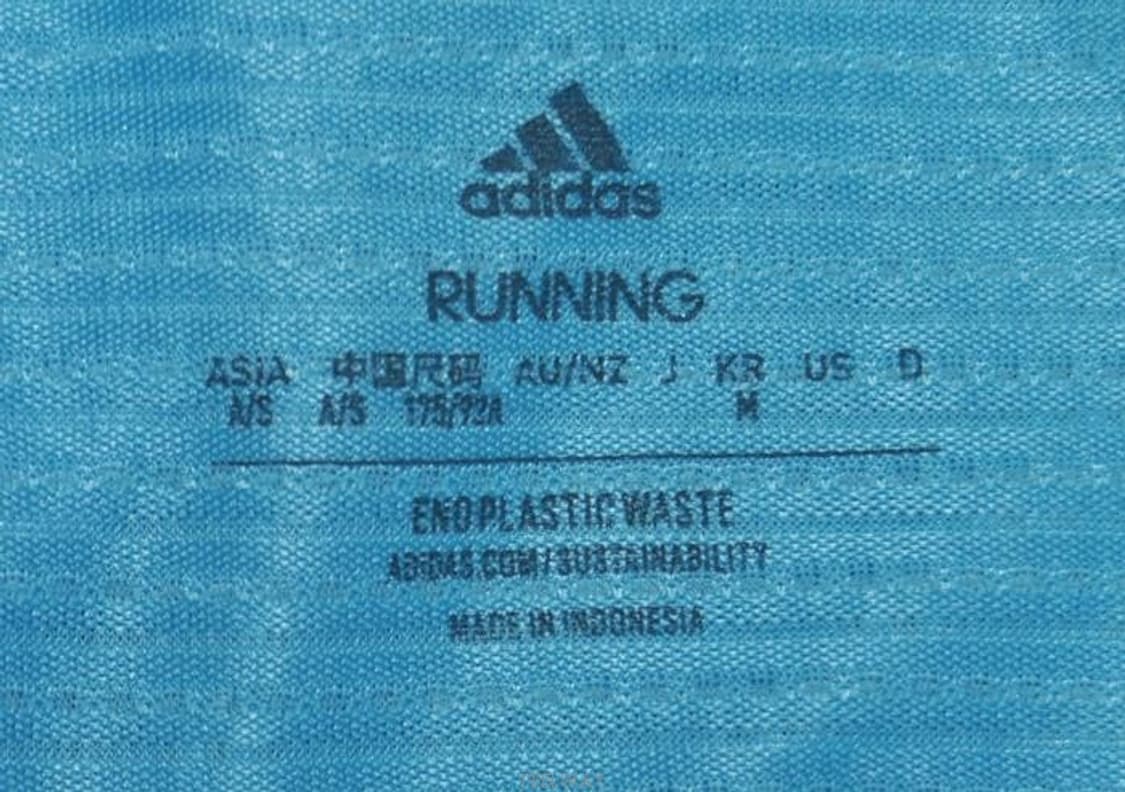 adidas
RUNNING
ASIA 中国尺码 AU/NZ J KR US D
A/S A/S 175/92A M
END PLASTIC WASTE
ADIDAS.COM/SUSTAINABILITY
MADE IN INDONESIA